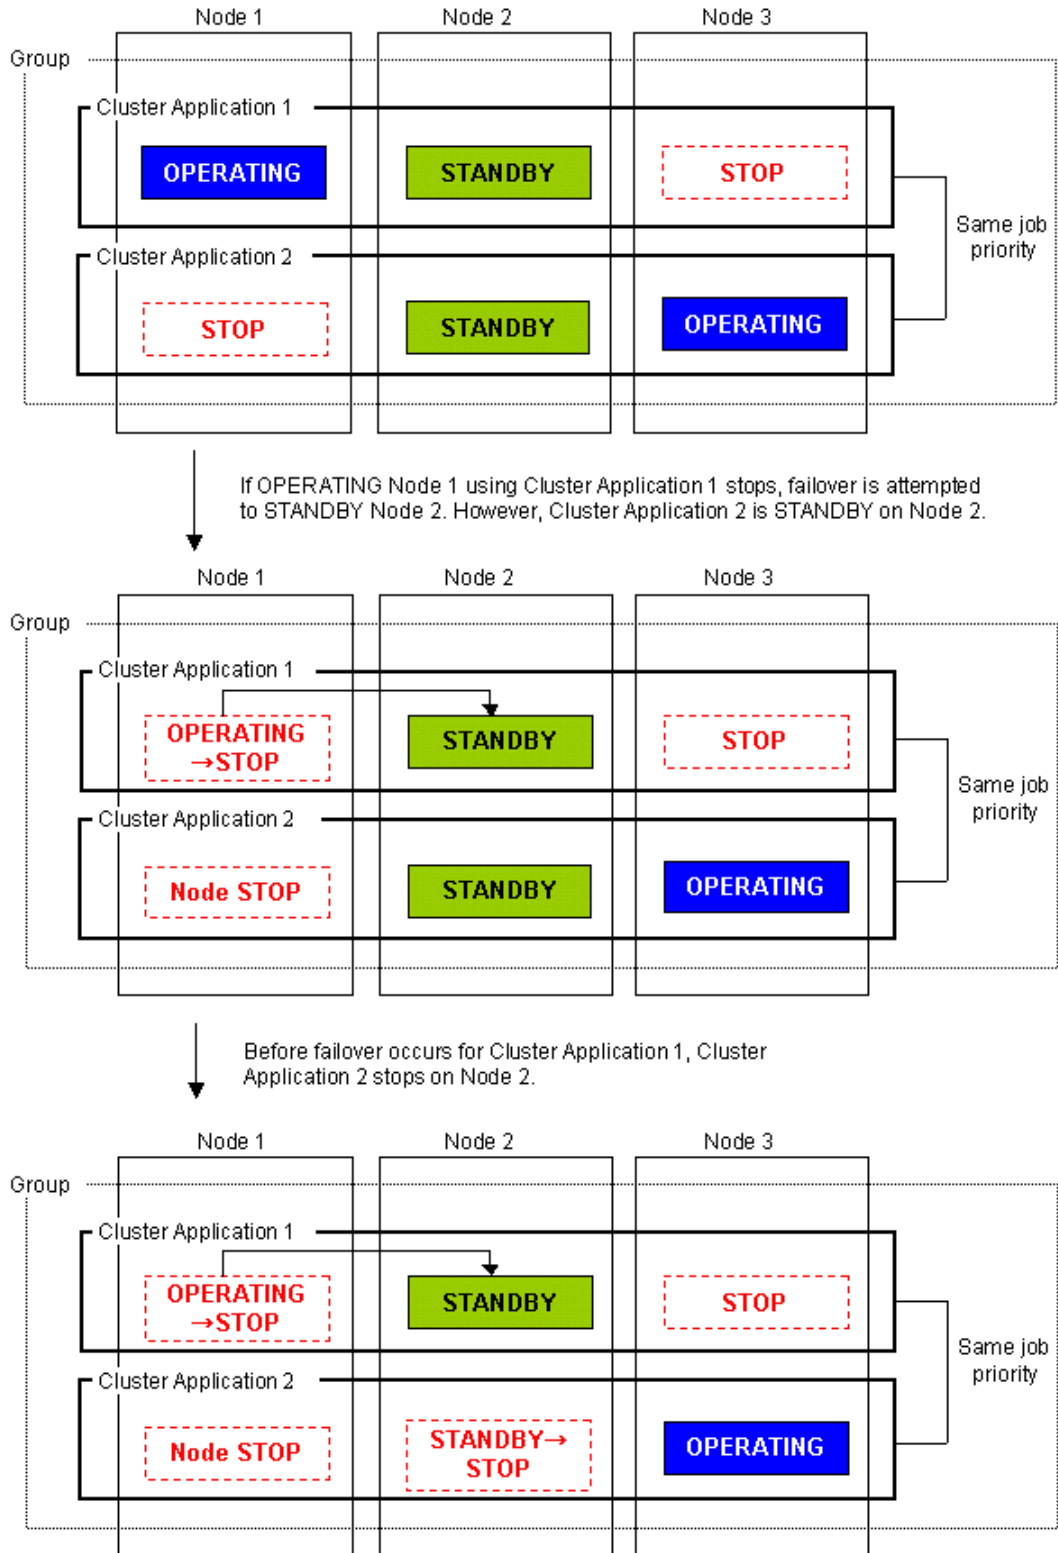 Node 1
Node 2
Node 3
Group
Cluster Application 1
OPERATING
STANDBY
STOP
Same job
priority
Cluster Application 2
STOP
STANDBY
OPERATING
If OPERATING Node 1 using Cluster Application 1 stops, failover is attempted
to STANDBY Node 2. However, Cluster Application 2 is STANDBY on Node 2.
Node 1
Node 2
Node 3
Group
Cluster Application 1
OPERATING
→STOP
STANDBY
STOP
Same job
priority
Cluster Application 2
Node STOP
STANDBY
OPERATING
Before failover occurs for Cluster Application 1, Cluster
Application 2 stops on Node 2.
Node 1
Node 2
Node 3
Group
Cluster Application 1
OPERATING
→STOP
STANDBY
STOP
Same job
priority
Cluster Application 2
Node STOP
STANDBY→
STOP
OPERATING